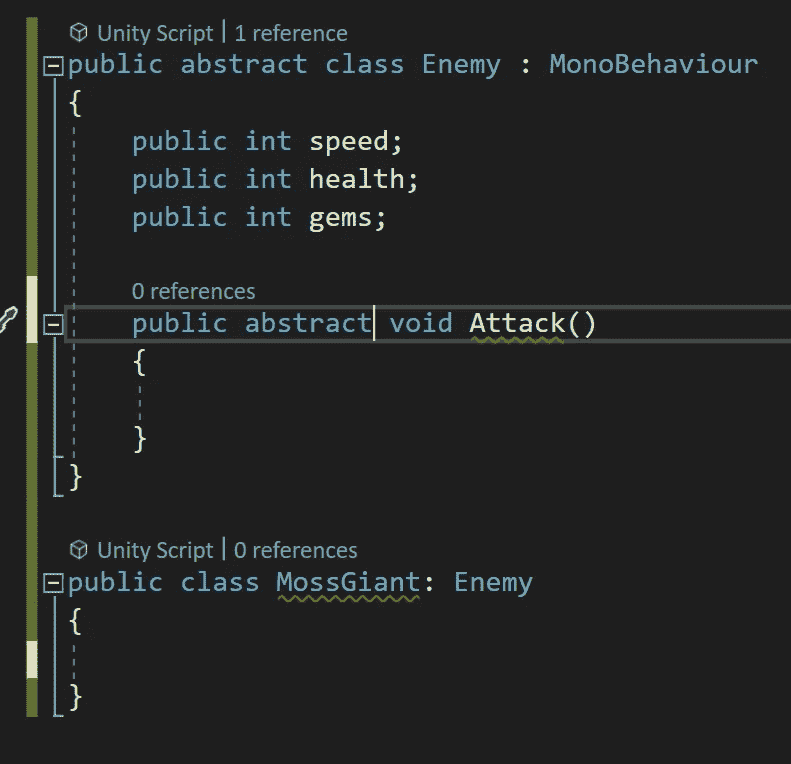 Unity Script | 1 reference
public abstract class Enemy : MonoBehaviour
{
    public int speed;
    public int health;
    public int gems;
    0 references
    public abstract void Attack()
    {
    }
}
Unity Script | 0 references
public class MossGiant: Enemy
{
}